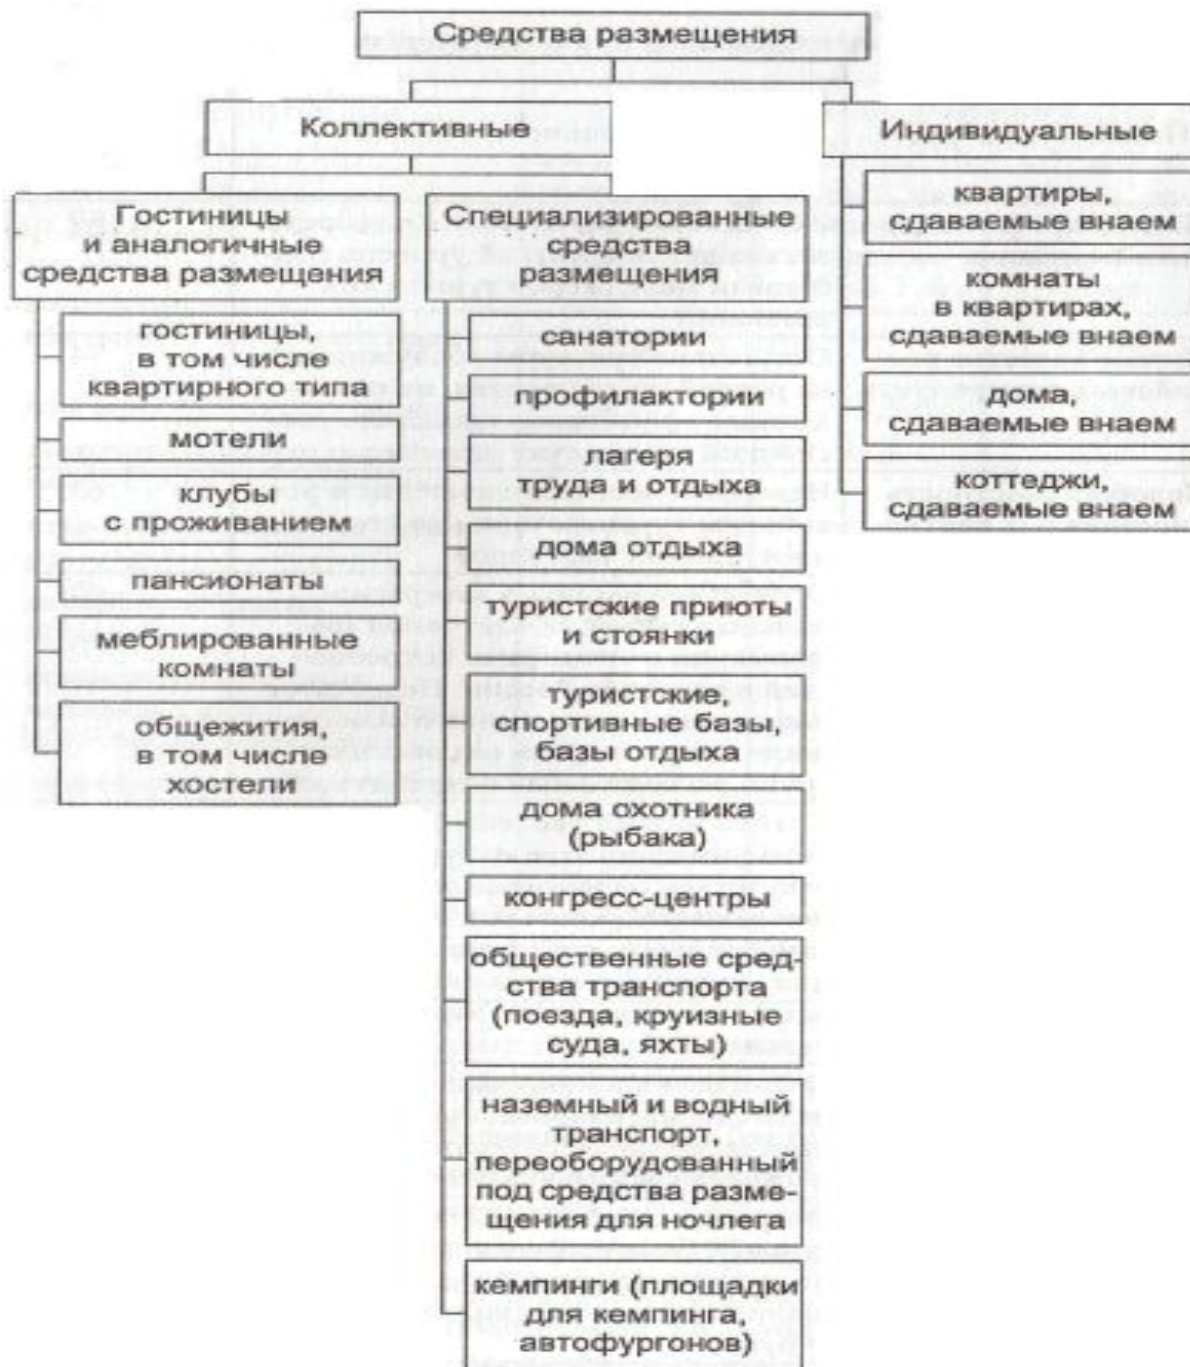 Средства размещения
Коллективные
Индивидуальные
Гостиницы
и аналогичные
средства размещения
гостиницы,
в том числе
квартирного типа
мотели
клубы
с проживанием
пансионаты
меблированные
комнаты
общежития,
в том числе
хостели
Специализированные
средства
размещения
санатории
профилактории
лагеря
труда и отдыха
дома отдыха
туристские приюты
и стоянки
туристские,
спортивные базы,
базы отдыха
дома охотника
(рыбака)
конгресс-центры
общественные сред-
ства транспорта
(поезда, круизные
суда, яхты)
наземный и водный
транспорт,
переоборудованный
под средства разме-
щения для ночлега
кемпинги (площадки
для кемпинга,
автофургонов)
квартиры,
сдаваемые внаем
комнаты
в квартирах,
сдаваемые внаем
дома,
сдаваемые внаем
коттеджи,
сдаваемые внаем